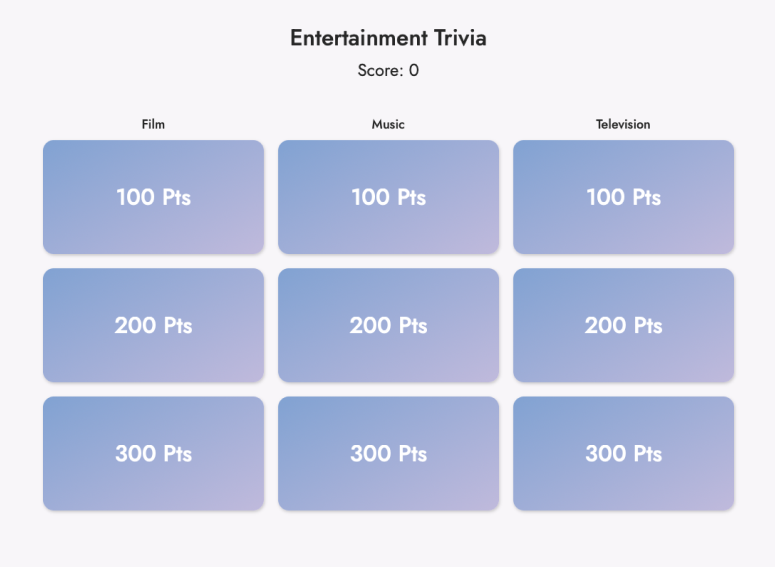 Entertainment Trivia
Score: 0
Film Music Television
100 Pts 100 Pts 100 Pts
200 Pts 200 Pts 200 Pts
300 Pts 300 Pts 300 Pts